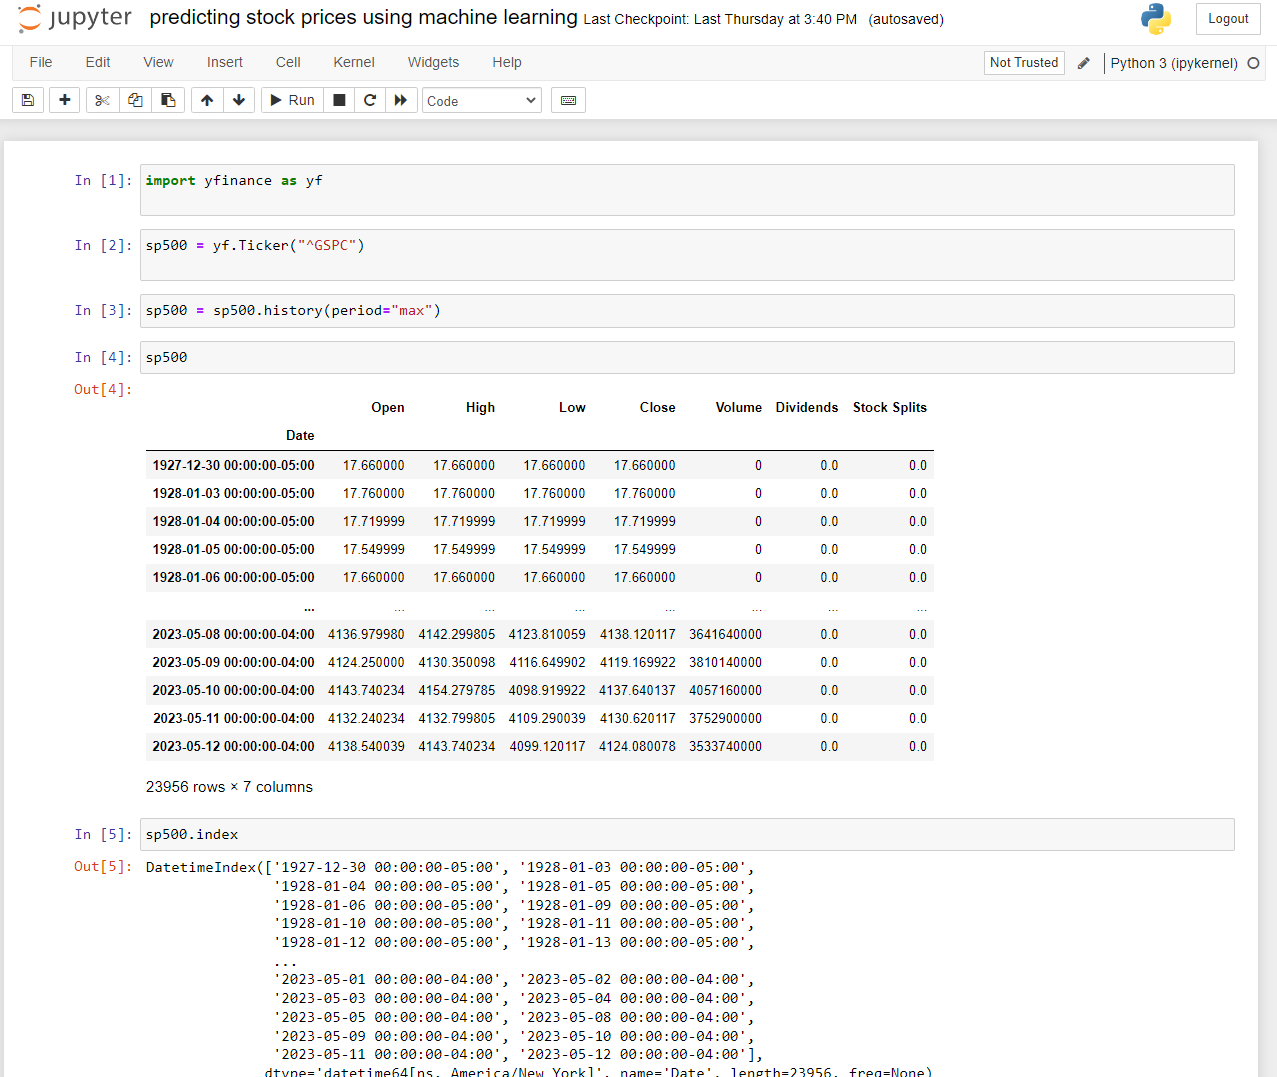 jupyter predicting stock prices using machine learning Last Checkpoint: Last Thursday at 3:40 PM (autosaved) Logout
File Edit View Insert Cell Kernel Widgets Help Not Trusted Python 3 (ipykernel)
Run Code
In [1]: import yfinance as yf
In [2]: sp500 = yf.Ticker("^GSPC")
In [3]: sp500 = sp500.history(period="max")
In [4]: sp500
Out[4]:
Open High Low Close Volume Dividends Stock Splits
Date
1927-12-30 00:00:00-05:00 17.660000 17.660000 17.660000 17.660000 0 0.0 0.0
1928-01-03 00:00:00-05:00 17.760000 17.760000 17.760000 17.760000 0 0.0 0.0
1928-01-04 00:00:00-05:00 17.719999 17.719999 17.719999 17.719999 0 0.0 0.0
1928-01-05 00:00:00-05:00 17.549999 17.549999 17.549999 17.549999 0 0.0 0.0
1928-01-06 00:00:00-05:00 17.660000 17.660000 17.660000 17.660000 0 0.0 0.0
... ... ... ... ... ... ... ...
2023-05-08 00:00:00-04:00 4136.979980 4142.299805 4123.810059 4138.120117 3641640000 0.0 0.0
2023-05-09 00:00:00-04:00 4124.250000 4130.350098 4116.649902 4119.169922 3810140000 0.0 0.0
2023-05-10 00:00:00-04:00 4143.740234 4154.279785 4098.919922 4137.640137 4057160000 0.0 0.0
2023-05-11 00:00:00-04:00 4132.240234 4132.799805 4109.290039 4130.620117 3752900000 0.0 0.0
2023-05-12 00:00:00-04:00 4138.540039 4143.740234 4099.120117 4124.080078 3533740000 0.0 0.0
23956 rows × 7 columns
In [5]: sp500.index
Out[5]: DatetimeIndex(['1927-12-30 00:00:00-05:00', '1928-01-03 00:00:00-05:00',
'1928-01-04 00:00:00-05:00', '1928-01-05 00:00:00-05:00',
'1928-01-06 00:00:00-05:00', '1928-01-09 00:00:00-05:00',
'1928-01-10 00:00:00-05:00', '1928-01-11 00:00:00-05:00',
'1928-01-12 00:00:00-05:00', '1928-01-13 00:00:00-05:00',
...
'2023-05-01 00:00:00-04:00', '2023-05-02 00:00:00-04:00',
'2023-05-03 00:00:00-04:00', '2023-05-04 00:00:00-04:00',
'2023-05-05 00:00:00-04:00', '2023-05-08 00:00:00-04:00',
'2023-05-09 00:00:00-04:00', '2023-05-10 00:00:00-04:00',
'2023-05-11 00:00:00-04:00', '2023-05-12 00:00:00-04:00'],
dtype='datetime64[ns, America/New_York]', name='Date', length=23956, freq=None)